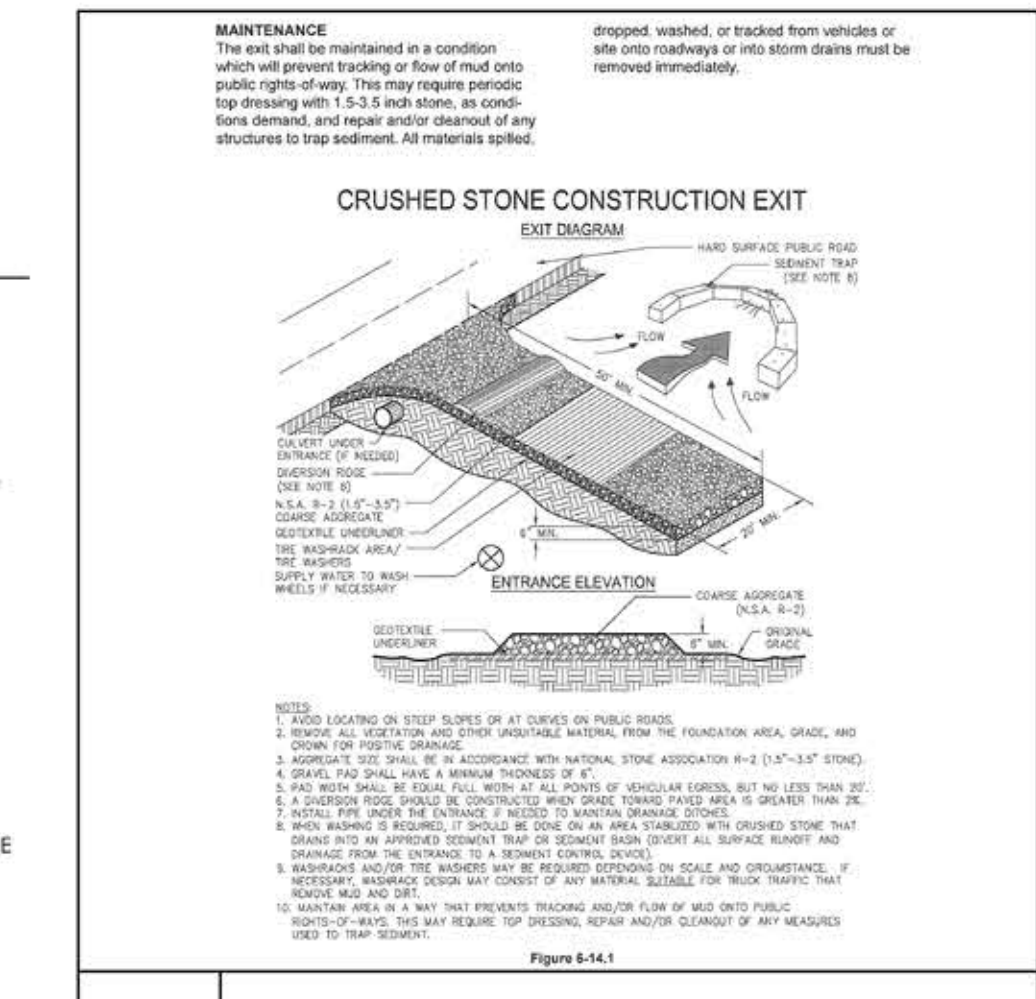 MAINTENANCE
The exit shall be maintained in a condition
which will prevent tracking or flow of mud onto
public rights-of-way. This may require periodic
top dressing with 1.5-3.5 inch stone, as condi-
tions demand, and repair and/or cleanout of any
structures to trap sediment. All materials spilled,
dropped, washed, or tracked from vehicles or
site onto roadways or into storm drains must be
removed immediately.
CRUSHED STONE CONSTRUCTION EXIT
EXIT DIAGRAM
HARD SURFACE PUBLIC ROAD
SEDIMENT TRAP
(SEE NOTE 8)
FLOW
50' MIN.
FLOW
CULVERT UNDER
ENTRANCE (IF NEEDED)
DIVERSION RIDGE
(SEE NOTE 6)
N.S.A. R-2 (1.5"-3.5")
COARSE AGGREGATE
GEOTEXTILE UNDERLINER
TIRE WASHRACK AREA/
TIRE WASHERS
SUPPLY WATER TO WASH
WHEELS IF NECESSARY
6" MIN.
20' MIN.
ENTRANCE ELEVATION
COARSE AGGREGATE
(N.S.A. R-2)
GEOTEXTILE
UNDERLINER
6" MIN.
ORIGINAL
GRADE
NOTES:
1. AVOID LOCATING ON STEEP SLOPES OR AT CURVES ON PUBLIC ROADS.
2. REMOVE ALL VEGETATION AND OTHER UNSUITABLE MATERIAL FROM THE FOUNDATION AREA, GRADE, AND
CROWN FOR POSITIVE DRAINAGE.
3. AGGREGATE SIZE SHALL BE IN ACCORDANCE WITH NATIONAL STONE ASSOCIATION R-2 (1.5"-3.5" STONE).
4. GRAVEL PAD SHALL HAVE A MINIMUM THICKNESS OF 6".
5. PAD WIDTH SHALL BE EQUAL FULL WIDTH AT ALL POINTS OF VEHICULAR EGRESS, BUT NO LESS THAN 20'.
6. A DIVERSION RIDGE SHOULD BE CONSTRUCTED WHEN GRADE TOWARD PAVED AREA IS GREATER THAN 2%.
7. INSTALL PIPE UNDER THE ENTRANCE IF NEEDED TO MAINTAIN DRAINAGE DITCHES.
8. WHEN WASHING IS REQUIRED, IT SHOULD BE DONE ON AN AREA STABILIZED WITH CRUSHED STONE THAT
DRAINS INTO AN APPROVED SEDIMENT TRAP OR SEDIMENT BASIN (DIVERT ALL SURFACE RUNOFF AND
DRAINAGE FROM THE ENTRANCE TO A SEDIMENT CONTROL DEVICE).
9. WASHRACKS AND/OR TIRE WASHERS MAY BE REQUIRED DEPENDING ON SCALE AND CIRCUMSTANCE. IF
NECESSARY, WASHRACK DESIGN MAY CONSIST OF ANY MATERIAL SUITABLE FOR TRUCK TRAFFIC THAT
REMOVE MUD AND DIRT.
10. MAINTAIN AREA IN A WAY THAT PREVENTS TRACKING AND/OR FLOW OF MUD ONTO PUBLIC
RIGHTS-OF-WAYS. THIS MAY REQUIRE TOP DRESSING, REPAIR AND/OR CLEANOUT OF ANY MEASURES
USED TO TRAP SEDIMENT.
Figure 6-14.1
E